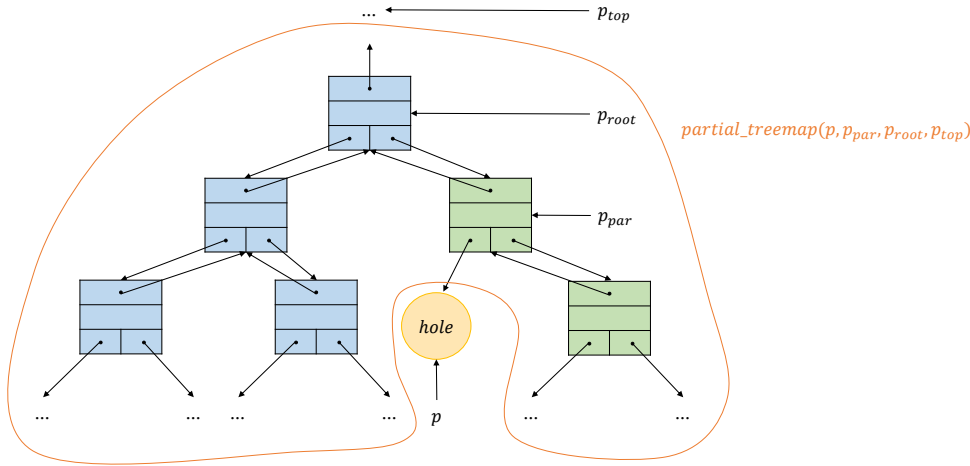 ... p_top
p_root
partial_treemap(p, p_par, p_root, p_top)
p_par
hole
... ... ... ... p ... ...